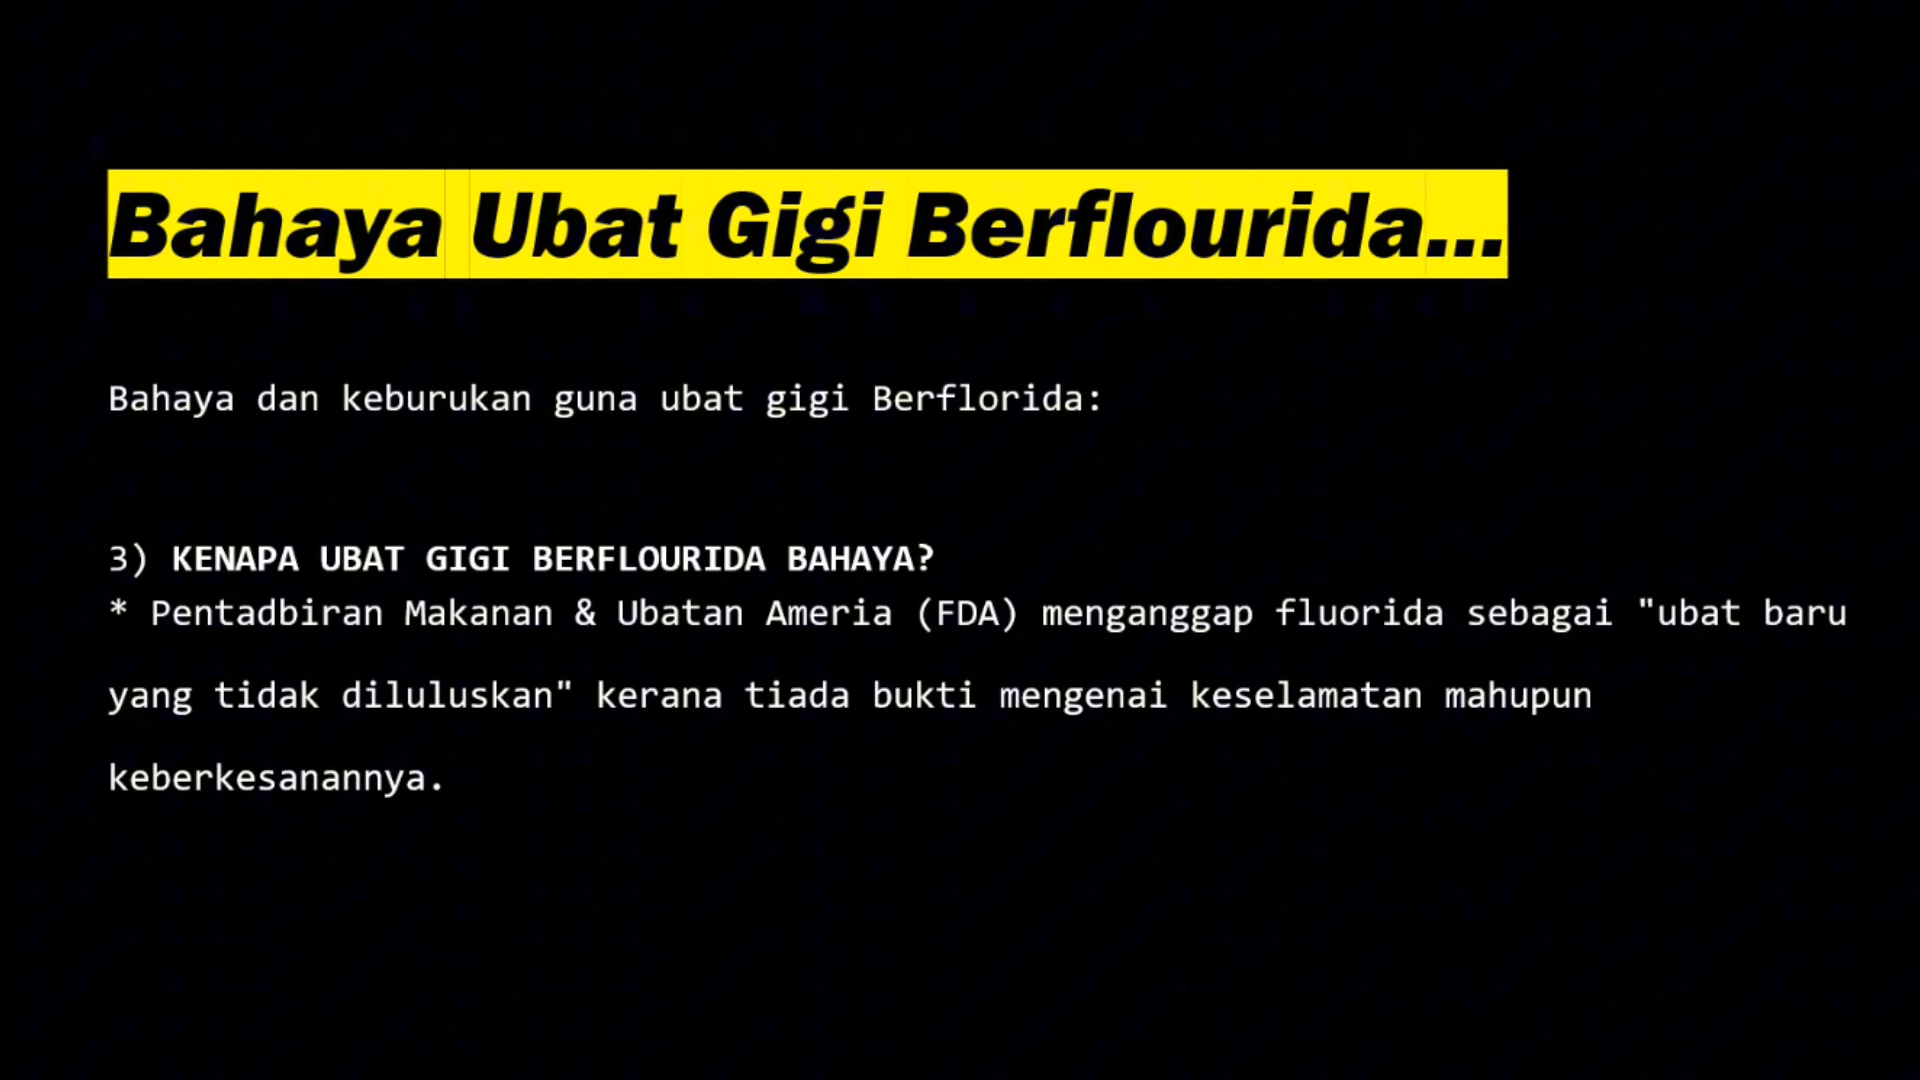 Bahaya Ubat Gigi Berflourida...
Bahaya dan keburukan guna ubat gigi Berflorida:
3) KENAPA UBAT GIGI BERFLOURIDA BAHAYA?
* Pentadbiran Makanan & Ubatan Ameria (FDA) menganggap fluorida sebagai "ubat baru
yang tidak diluluskan" kerana tiada bukti mengenai keselamatan mahupun
keberkesanannya.